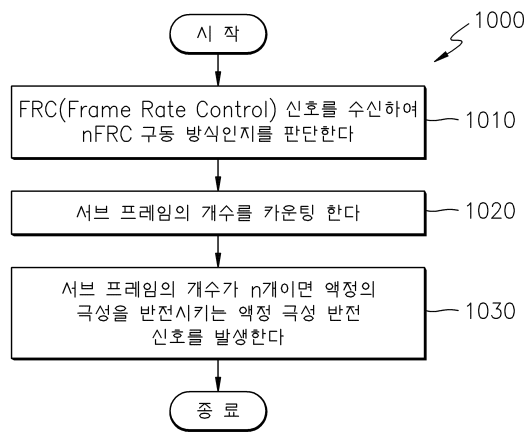 시 작
1000
FRC(Frame Rate Control) 신호를 수신하여
nFRC 구동 방식인지를 판단한다
1010
서브 프레임의 개수를 카운팅 한다
1020
서브 프레임의 개수가 n개이면 액정의
극성을 반전시키는 액정 극성 반전
신호를 발생한다
1030
종 료